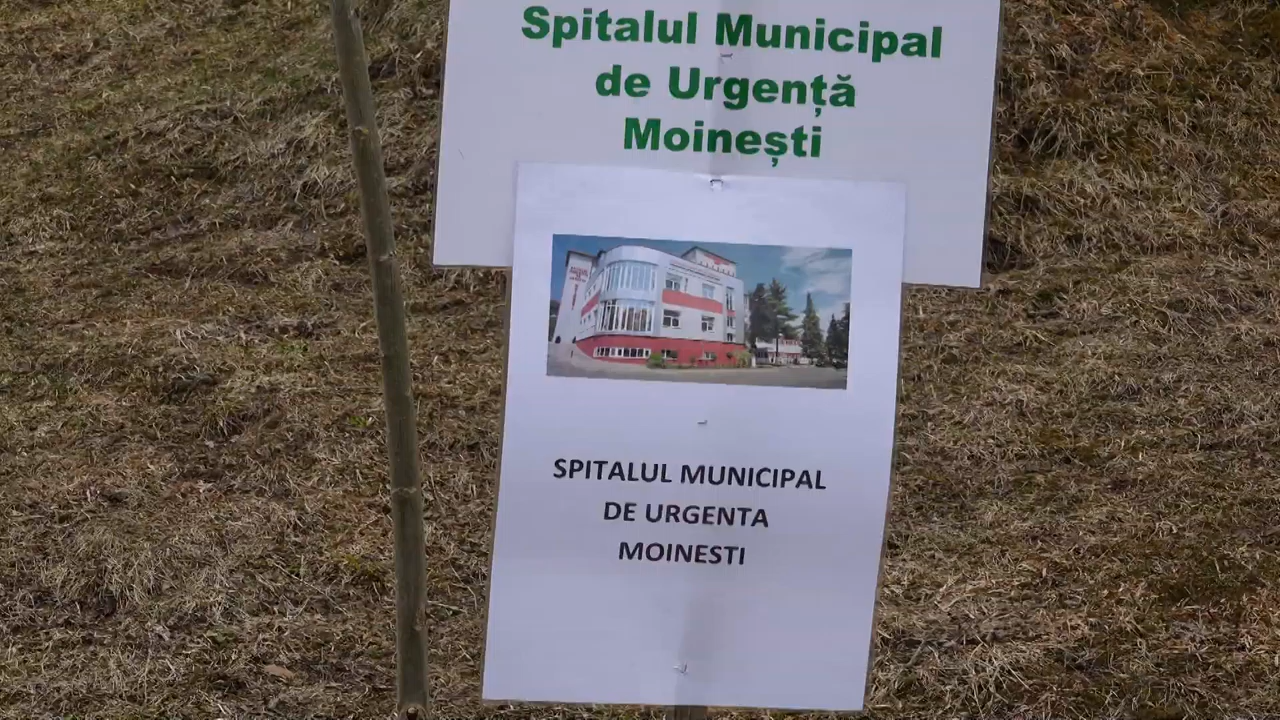 Spitalul Municipal
de Urgență
Moinești
SPITALUL MUNICIPAL
DE URGENTA
MOINESTI